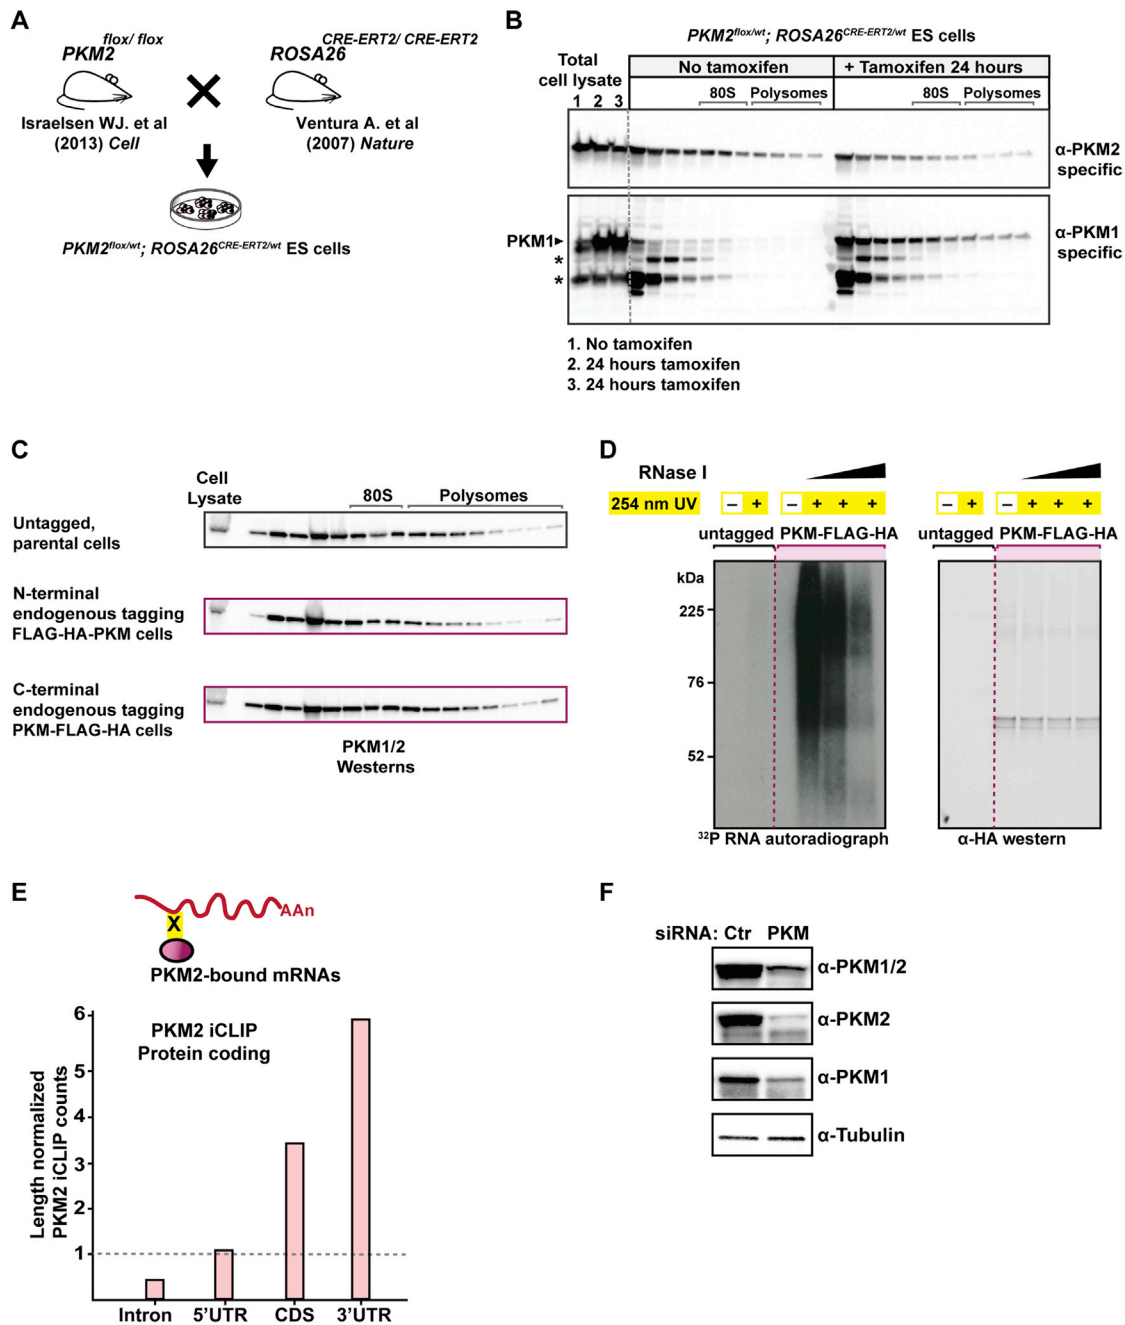 A
flox/ flox
PKM2
CRE-ERT2/ CRE-ERT2
ROSA26
Israelsen WJ. et al
(2013) Cell
Ventura A. et al
(2007) Nature
PKM2flox/wt; ROSA26CRE-ERT2/wt ES cells
B
PKM2flox/wt; ROSA26CRE-ERT2/wt ES cells
Total
cell lysate
1 2 3
No tamoxifen
+ Tamoxifen 24 hours
80S
Polysomes
80S
Polysomes
α-PKM2
specific
PKM1
*
*
α-PKM1
specific
1. No tamoxifen
2. 24 hours tamoxifen
3. 24 hours tamoxifen
C
Cell
Lysate
80S
Polysomes
Untagged,
parental cells
N-terminal
endogenous tagging
FLAG-HA-PKM cells
C-terminal
endogenous tagging
PKM-FLAG-HA cells
PKM1/2
Westerns
D
RNase I
254 nm UV
– + – + + +
– + – + + +
untagged PKM-FLAG-HA
untagged PKM-FLAG-HA
kDa
225
76
52
32P RNA autoradiograph
α-HA western
E
AAn
X
PKM2-bound mRNAs
PKM2 iCLIP
Protein coding
Length normalized
PKM2 iCLIP counts
6
5
4
3
2
1
Intron 5'UTR CDS 3'UTR
F
siRNA: Ctr PKM
α-PKM1/2
α-PKM2
α-PKM1
α-Tubulin